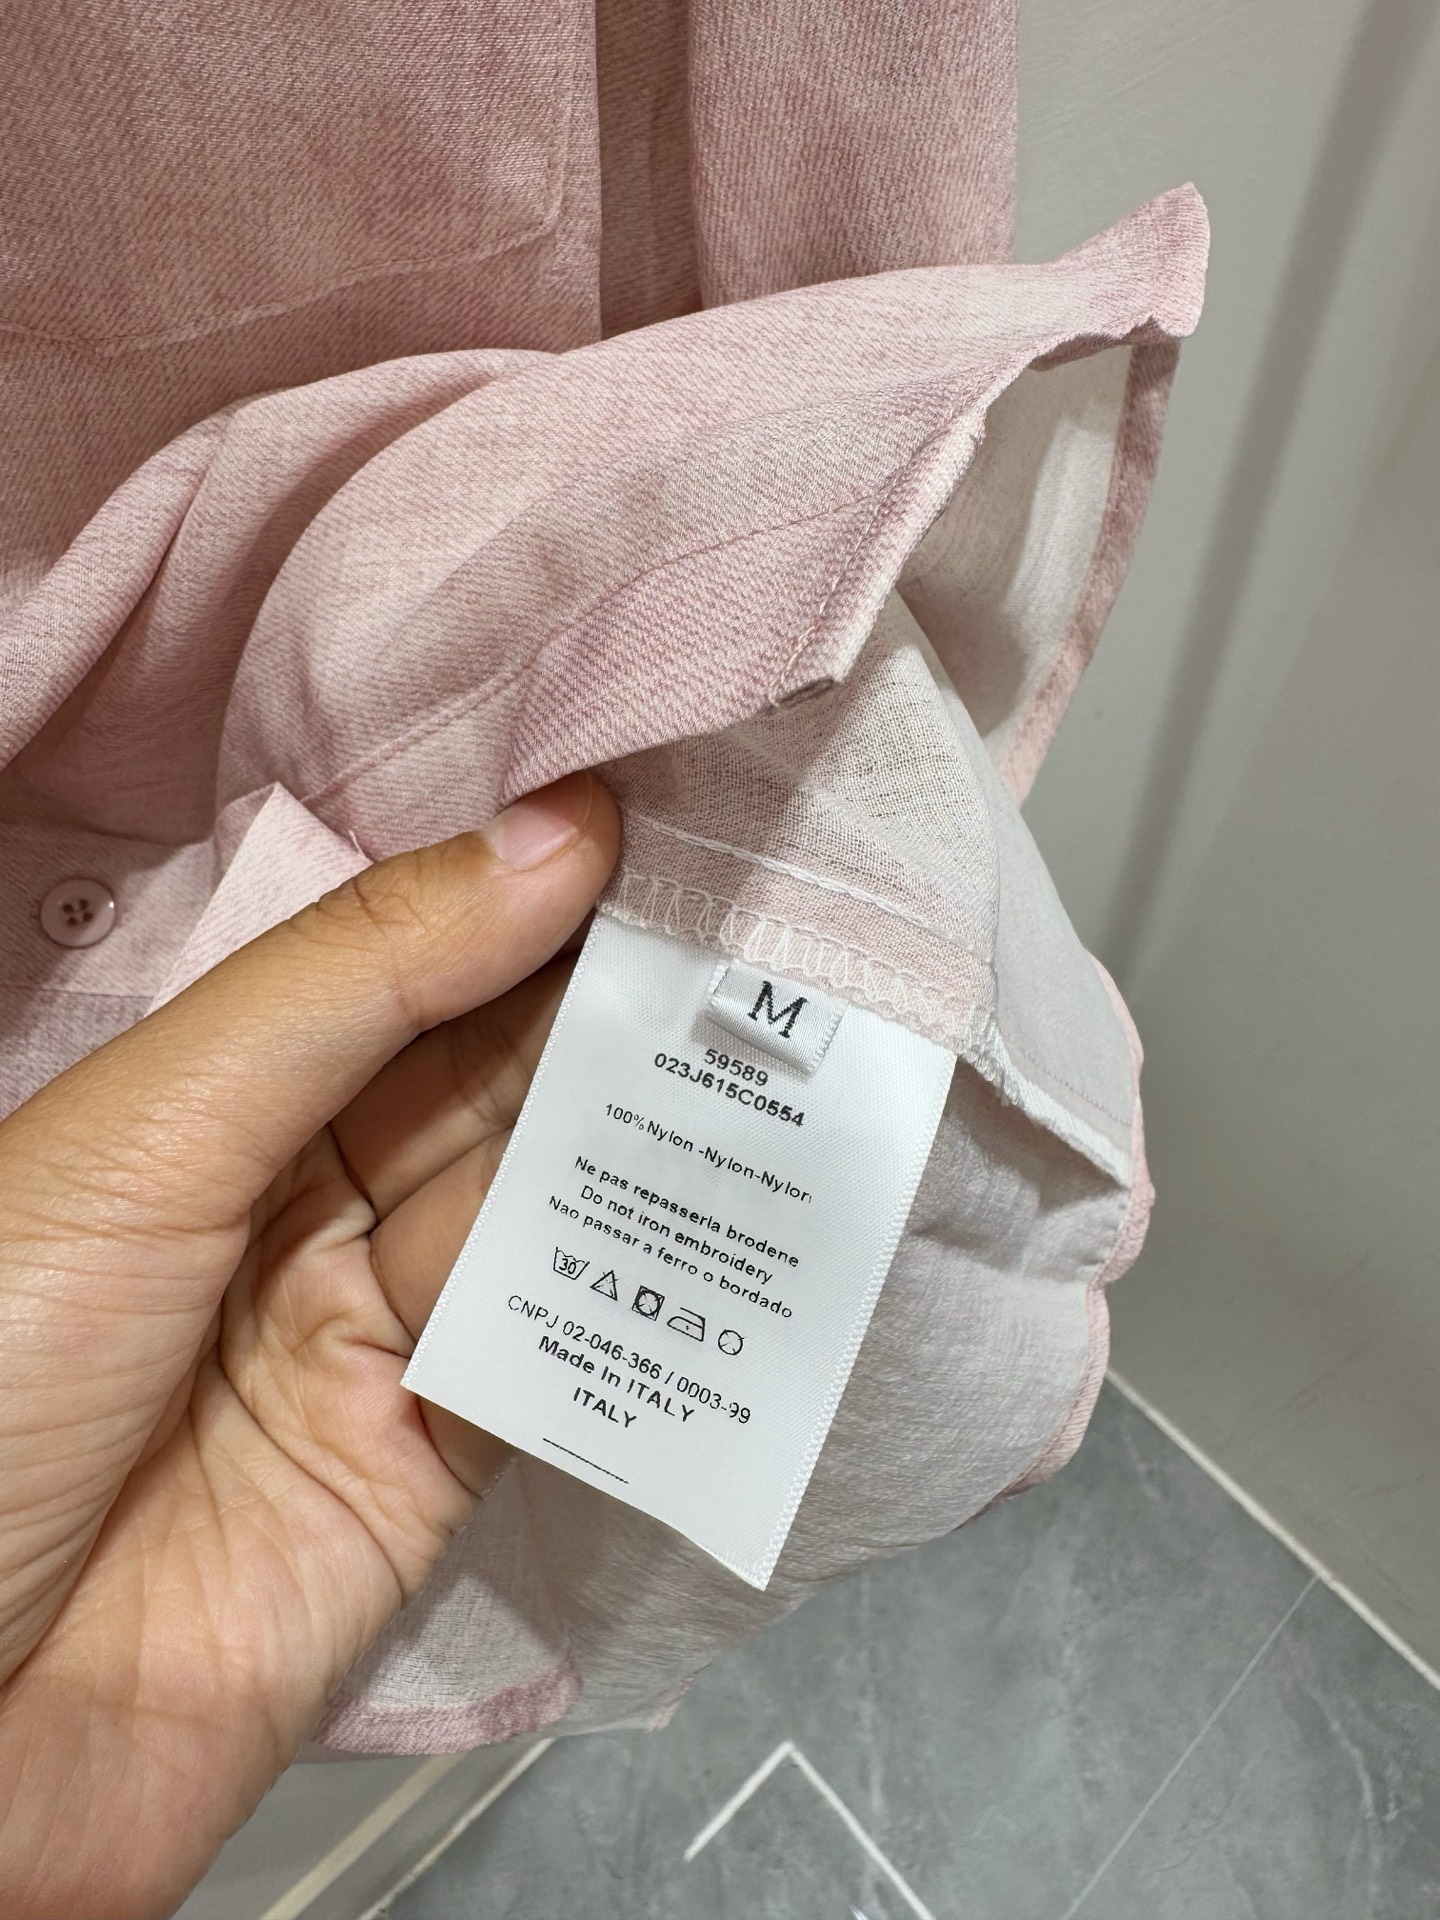 M
59589
023J615C0554
100%Nylon -Nylon-Nylon
Ne pas repasserla brodene
Do not iron embroidery
Nao passar a ferro o bordado
30
CNPJ 02-046-366 / 0003-99
Made In ITALY
ITALY